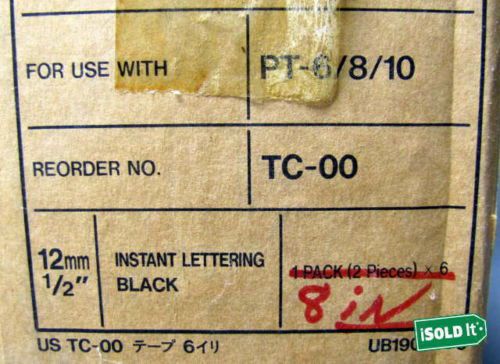 FOR USE WITH PT-6/8/10
REORDER NO. TC-00
12mm
1/2"
INSTANT LETTERING
BLACK
1 PACK (2 Pieces) × 6
8 in
US TC-00 テープ 6イリ
iSOLD It